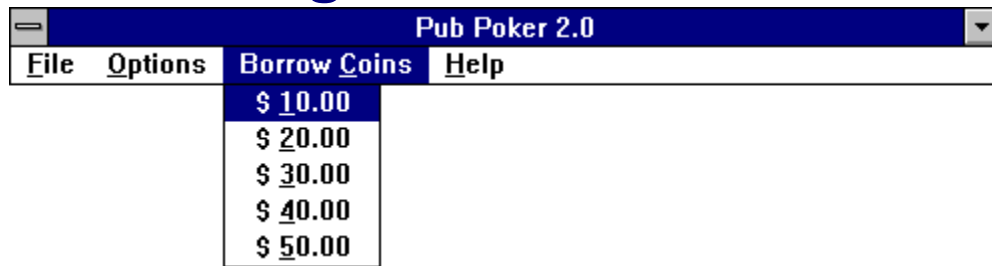 Pub Poker 2.0
File Options Borrow Coins Help
$ 10.00
$ 20.00
$ 30.00
$ 40.00
$ 50.00